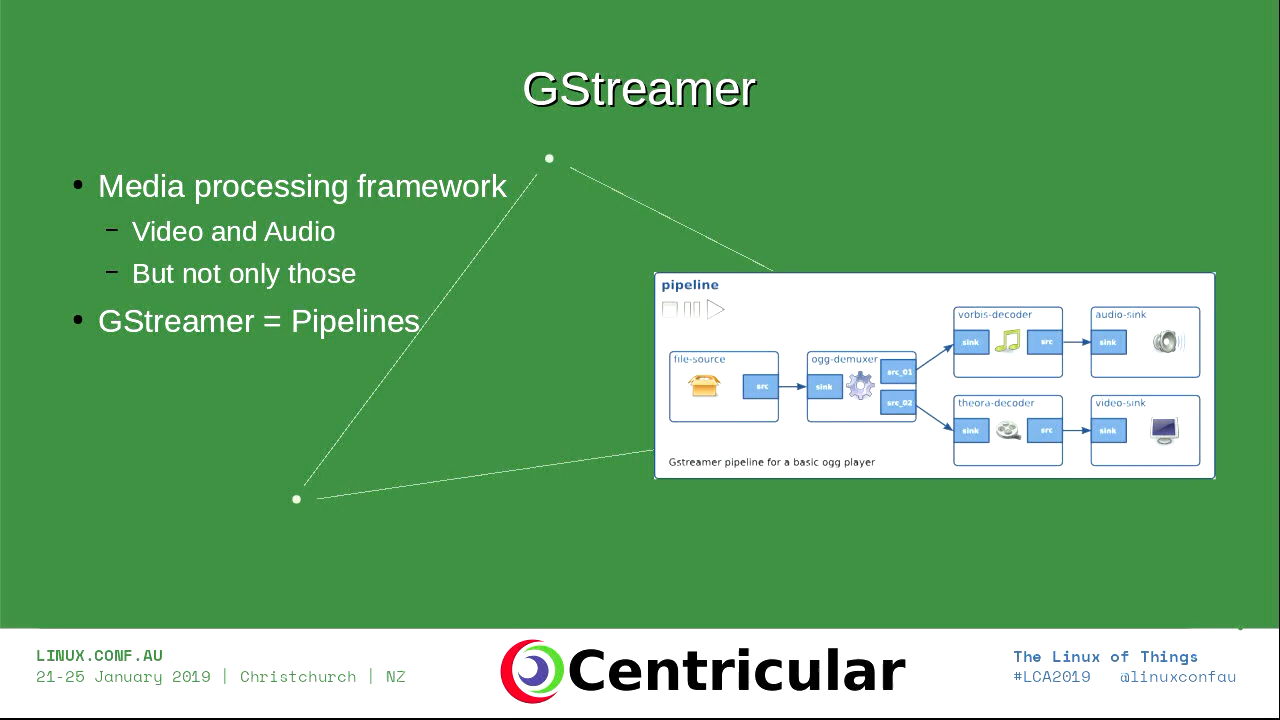 GStreamer
Media processing framework
Video and Audio
But not only those
GStreamer = Pipelines
pipeline
file-source
src
ogg-demuxer
sink
src_01
src_02
vorbis-decoder
sink
src
audio-sink
sink
theora-decoder
sink
src
video-sink
sink
Gstreamer pipeline for a basic ogg player
LINUX.CONF.AU
21-25 January 2019 | Christchurch | NZ
Centricular
The Linux of Things
#LCA2019 @linuxconfau